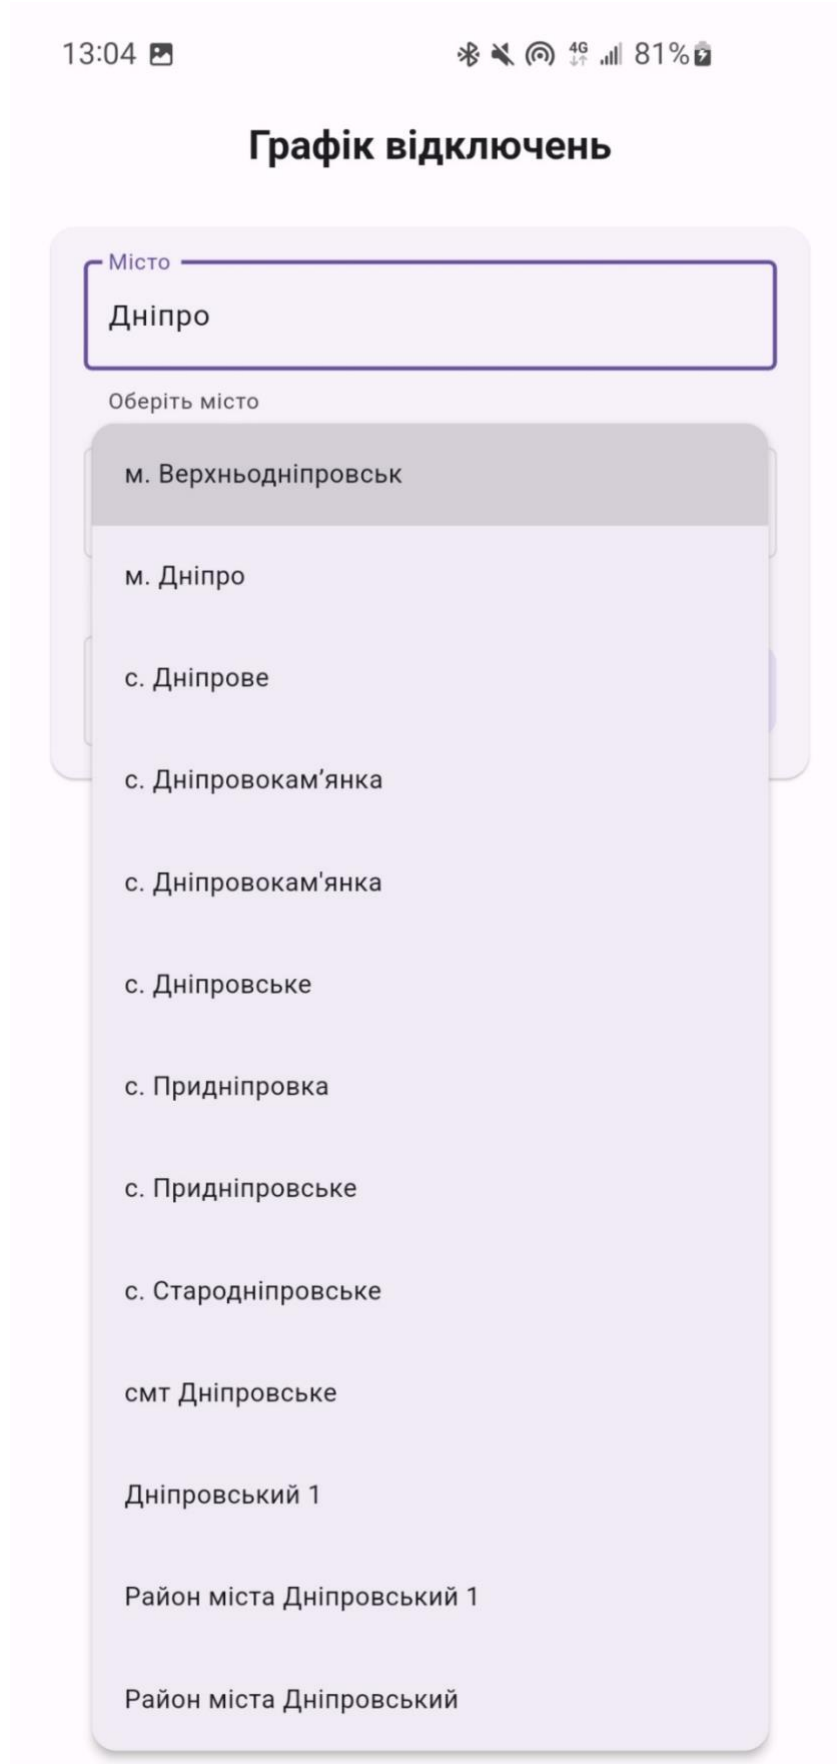 13:04
4G
81%
Графік відключень
Місто
Дніпро
Оберіть місто
м. Верхньодніпровськ
м. Дніпро
с. Дніпрове
с. Дніпровокам’янка
с. Дніпровокам'янка
с. Дніпровське
с. Придніпровка
с. Придніпровське
с. Стародніпровське
смт Дніпровське
Дніпровський 1
Район міста Дніпровський 1
Район міста Дніпровський